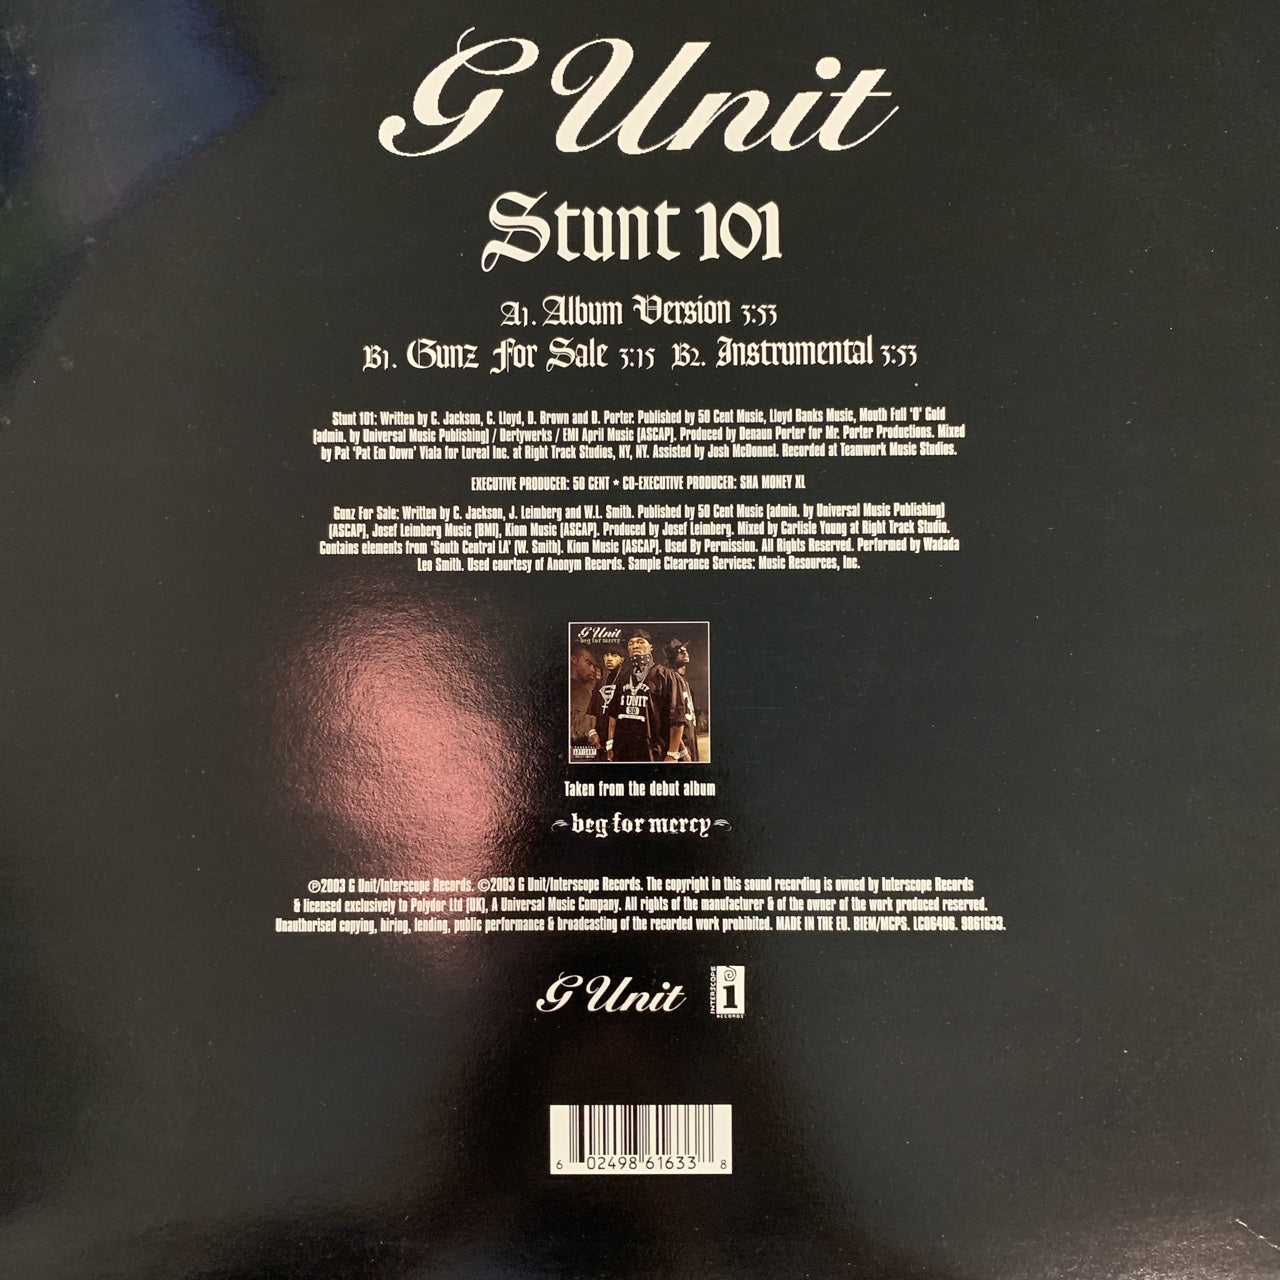 G Unit
Stunt 101
A1. Album Version 3:53
B1. Gunz For Sale 3:15 B2. Instrumental 3:53
Stunt 101: Written by C. Jackson, C. Lloyd, D. Brown and D. Porter. Published by 50 Cent Music, Lloyd Banks Music, Mouth Full 'O' Gold
(admin. by Universal Music Publishing) / Dertywerks / EMI April Music (ASCAP). Produced by Denaun Porter for Mr. Porter Productions. Mixed
by Pat 'Pat Em Down' Viala for Loreal Inc. at Right Track Studios, NY, NY. Assisted by Josh McDonnel. Recorded at Teamwork Music Studios.
EXECUTIVE PRODUCER: 50 CENT * CO-EXECUTIVE PRODUCER: SHA MONEY XL
Gunz For Sale: Written by C. Jackson, J. Leimberg and W.L. Smith. Published by 50 Cent Music (admin. by Universal Music Publishing)
(ASCAP), Josef Leimberg Music (BMI), Kiom Music (ASCAP). Produced by Josef Leimberg. Mixed by Carlisle Young at Right Track Studio.
Contains elements from 'South Central LA' (W. Smith). Kiom Music (ASCAP). Used By Permission. All Rights Reserved. Performed by Wadada
Leo Smith. Used courtesy of Anonym Records. Sample Clearance Services: Music Resources, Inc.
G Unit
beg for mercy
G UNIT
50
Taken from the debut album
beg for mercy
℗2003 G Unit/Interscope Records. ©2003 G Unit/Interscope Records. The copyright in this sound recording is owned by Interscope Records
& licensed exclusively to Polydor Ltd (UK), A Universal Music Company. All rights of the manufacturer & of the owner of the work produced reserved.
Unauthorised copying, hiring, lending, public performance & broadcasting of the recorded work prohibited. MADE IN THE EU. BIEM/MCPS. LC06406. 9861633.
G Unit
INTERSCOPE
RECORDS
6 02498 61633 8